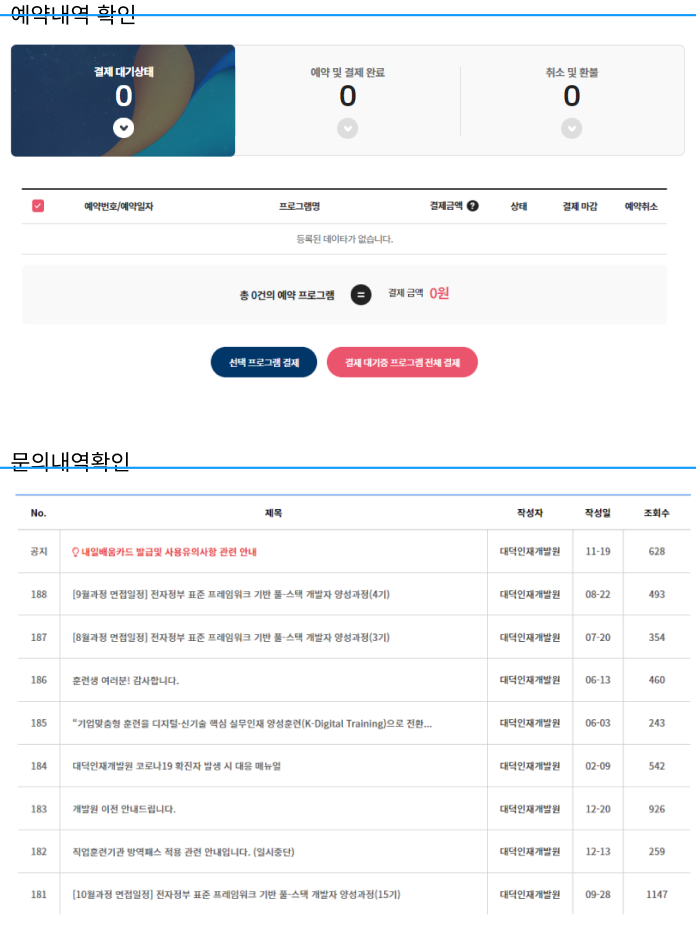 예약내역 확인
결제 대기상태 예약 및 결제 완료 취소 및 환불
0 0 0
예약번호/예약일자 프로그램명 결제금액 ? 상태 결제 마감 예약취소
등록된 데이타가 없습니다.
총 0건의 예약 프로그램 = 결제 금액 0원
선택 프로그램 결제 결제 대기중 프로그램 전체 결제
문의내역확인
No. 제목 작성자 작성일 조회수
공지 내일배움카드 발급및 사용유의사항 관련 안내 대덕인재개발원 11-19 628
188 [9월과정 면접일정] 전자정부 표준 프레임워크 기반 풀-스택 개발자 양성과정(4기) 대덕인재개발원 08-22 493
187 [8월과정 면접일정] 전자정부 표준 프레임워크 기반 풀-스택 개발자 양성과정(3기) 대덕인재개발원 07-20 354
186 훈련생 여러분! 감사합니다. 대덕인재개발원 06-13 460
185 “기업맞춤형 훈련을 디지털·신기술 핵심 실무인재 양성훈련(K-Digital Training)으로 전환... 대덕인재개발원 06-03 243
184 대덕인재개발원 코로나19 확진자 발생 시 대응 메뉴얼 대덕인재개발원 02-09 542
183 개발원 이전 안내드립니다. 대덕인재개발원 12-20 926
182 직업훈련기관 방역패스 적용 관련 안내입니다. (일시중단) 대덕인재개발원 12-13 259
181 [10월과정 면접일정] 전자정부 표준 프레임워크 기반 풀-스택 개발자 양성과정(15기) 대덕인재개발원 09-28 1147